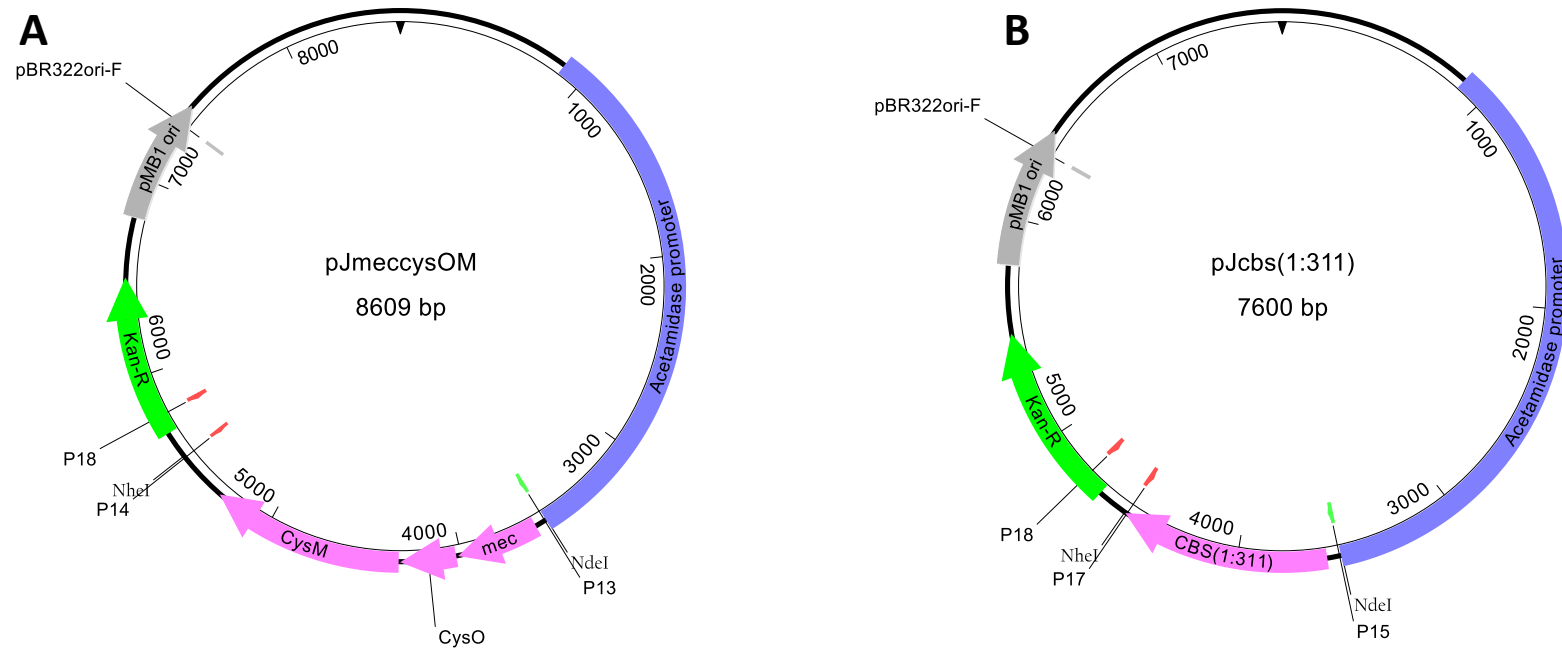 A
pBR322ori-F
8000
1000
pMB1 ori
7000
Acetamidase promoter
pJmeccysOM
8609 bp
2000
6000
Kan-R
P18
NheI
P14
5000
3000
4000
CysM
mec
NdeI
P13
CysO
B
pBR322ori-F
7000
1000
pMB1 ori
6000
Acetamidase promoter
pJcbs(1:311)
7600 bp
2000
5000
Kan-R
P18
NheI
P17
3000
4000
CBS(1:311)
NdeI
P15